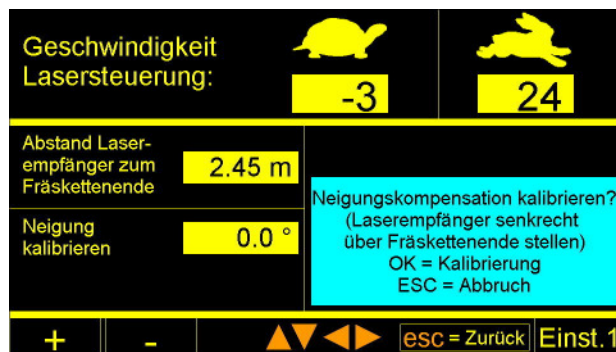 Geschwindigkeit
Lasersteuerung:
-3
24
Abstand Laser-
empfänger zum
Fräskettenende
2.45 m
Neigung
kalibrieren
0.0 °
Neigungskompensation kalibrieren?
(Laserempfänger senkrecht
über Fräskettenende stellen)
OK = Kalibrierung
ESC = Abbruch
+
-
esc = Zurück
Einst.1